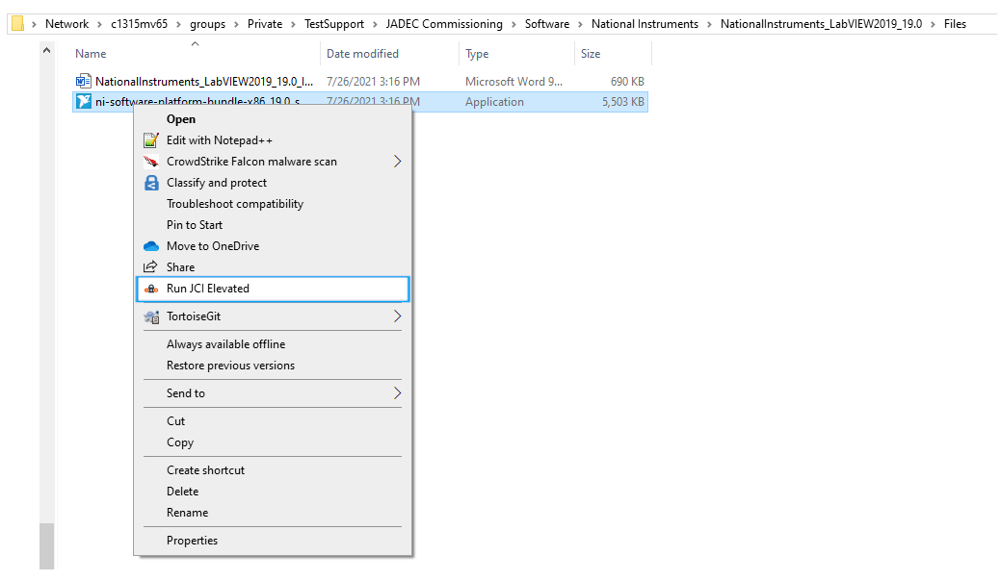 Network > c1315mv65 > groups > Private > TestSupport > JADEC Commissioning > Software > National Instruments > NationalInstruments_LabVIEW2019_19.0 > Files
Name Date modified Type Size
NationalInstruments_LabVIEW2019_19.0_I... 7/26/2021 3:16 PM Microsoft Word 9... 690 KB
ni-software-platform-bundle-x86_19.0_s 7/26/2021 3:16 PM Application 5,503 KB
Open
Edit with Notepad++
CrowdStrike Falcon malware scan
Classify and protect
Troubleshoot compatibility
Pin to Start
Move to OneDrive
Share
Run JCI Elevated
TortoiseGit
Always available offline
Restore previous versions
Send to
Cut
Copy
Create shortcut
Delete
Rename
Properties